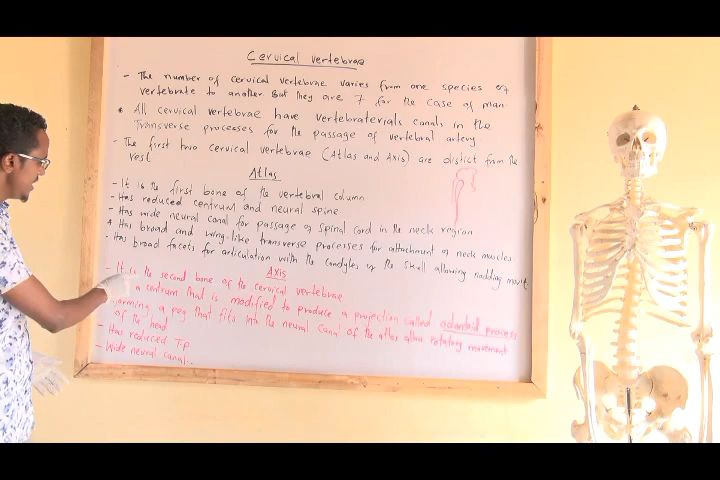 Cervical vertebrae
- The number of cervical vertebrae varies from one species of
vertebrate to another But they are 7 for the case of man.
* All cervical vertebrae have vertebraterials canals in the
Transverse processes for the passage of vertebral artery
- The first two cervical vertebrae (Atlas and Axis) are distict from the
rest
Atlas
- It is the first bone of the vertebral column
- Has reduced centrum and neural spine
- Has wide neural canal for passage of spinal cord in the neck region
* Has broad and wing-like transverse processes for attachment of neck muscles
- Has broad facets for articulation with the condyles of the skull allowing nodding mov't
Axis
- It is the second bone of the cervical vertebrae
a centrum that is modified to produce a projection called odontoid process
forming a peg that fits into the neural canal of the atlas allow rotatory movement
of the head
- Has reduced T.p
- Wide neural canal..